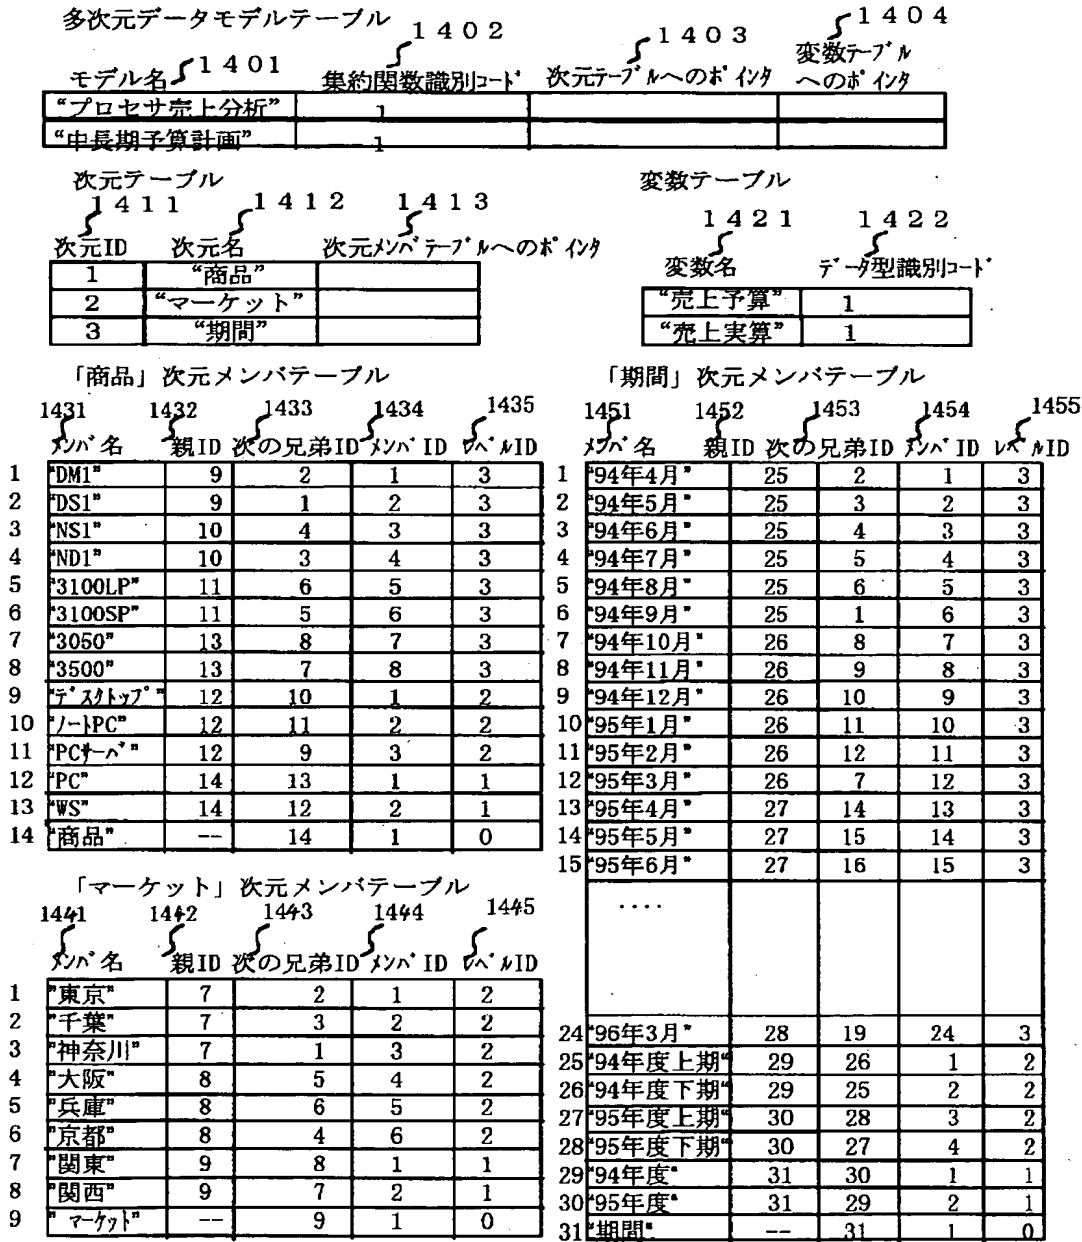 多次元データモデルテーブル
モデル名 1401 集約関数識別コード 1402 次元テーブルへのポインタ 1403 変数テーブルへのポインタ 1404
“プロセサ売上分析” 1
“中長期予算計画” 1
次元テーブル
1411 1412 1413
次元ID 次元名 次元メンバテーブルへのポインタ
1 “商品”
2 “マーケット”
3 “期間”
変数テーブル
1421 1422
変数名 データ型識別コード
“売上予算” 1
“売上実算” 1
「商品」次元メンバテーブル
1431 1432 1433 1434 1435
メンバ名 親ID 次の兄弟ID メンバID レベルID
1 "DM1" 9 2 1 3
2 "DS1" 9 1 2 3
3 "NS1" 10 4 3 3
4 "ND1" 10 3 4 3
5 "3100LP" 11 6 5 3
6 "3100SP" 11 5 6 3
7 "3050" 13 8 7 3
8 "3500" 13 7 8 3
9 "デスクトップ" 12 10 1 2
10 "ノートPC" 12 11 2 2
11 "PCサーバ" 12 9 3 2
12 "PC" 14 13 1 1
13 "WS" 14 12 2 1
14 "商品" -- 14 1 0
「マーケット」次元メンバテーブル
1441 1442 1443 1444 1445
メンバ名 親ID 次の兄弟ID メンバID レベルID
1 "東京" 7 2 1 2
2 "千葉" 7 3 2 2
3 "神奈川" 7 1 3 2
4 "大阪" 8 5 4 2
5 "兵庫" 8 6 5 2
6 "京都" 8 4 6 2
7 "関東" 9 8 1 1
8 "関西" 9 7 2 1
9 "マーケット" -- 9 1 0
「期間」次元メンバテーブル
1451 1452 1453 1454 1455
メンバ名 親ID 次の兄弟ID メンバID レベルID
1 "94年4月" 25 2 1 3
2 "94年5月" 25 3 2 3
3 "94年6月" 25 4 3 3
4 "94年7月" 25 5 4 3
5 "94年8月" 25 6 5 3
6 "94年9月" 25 1 6 3
7 "94年10月" 26 8 7 3
8 "94年11月" 26 9 8 3
9 "94年12月" 26 10 9 3
10 "95年1月" 26 11 10 3
11 "95年2月" 26 12 11 3
12 "95年3月" 26 7 12 3
13 "95年4月" 27 14 13 3
14 "95年5月" 27 15 14 3
15 "95年6月" 27 16 15 3
....
24 "96年3月" 28 19 24 3
25 "94年度上期" 29 26 1 2
26 "94年度下期" 29 25 2 2
27 "95年度上期" 30 28 3 2
28 "95年度下期" 30 27 4 2
29 "94年度" 31 30 1 1
30 "95年度" 31 29 2 1
31 "期間" -- 31 1 0